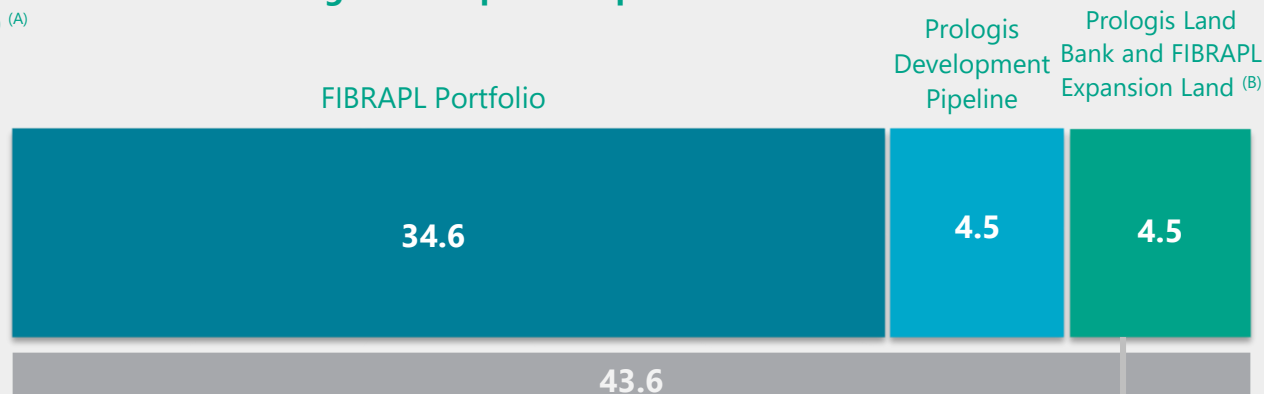 (A)
FIBRAPL Portfolio
Prologis
Development
Pipeline
Prologis Land
Bank and FIBRAPL
Expansion Land (B)
34.6
4.5
4.5
43.6